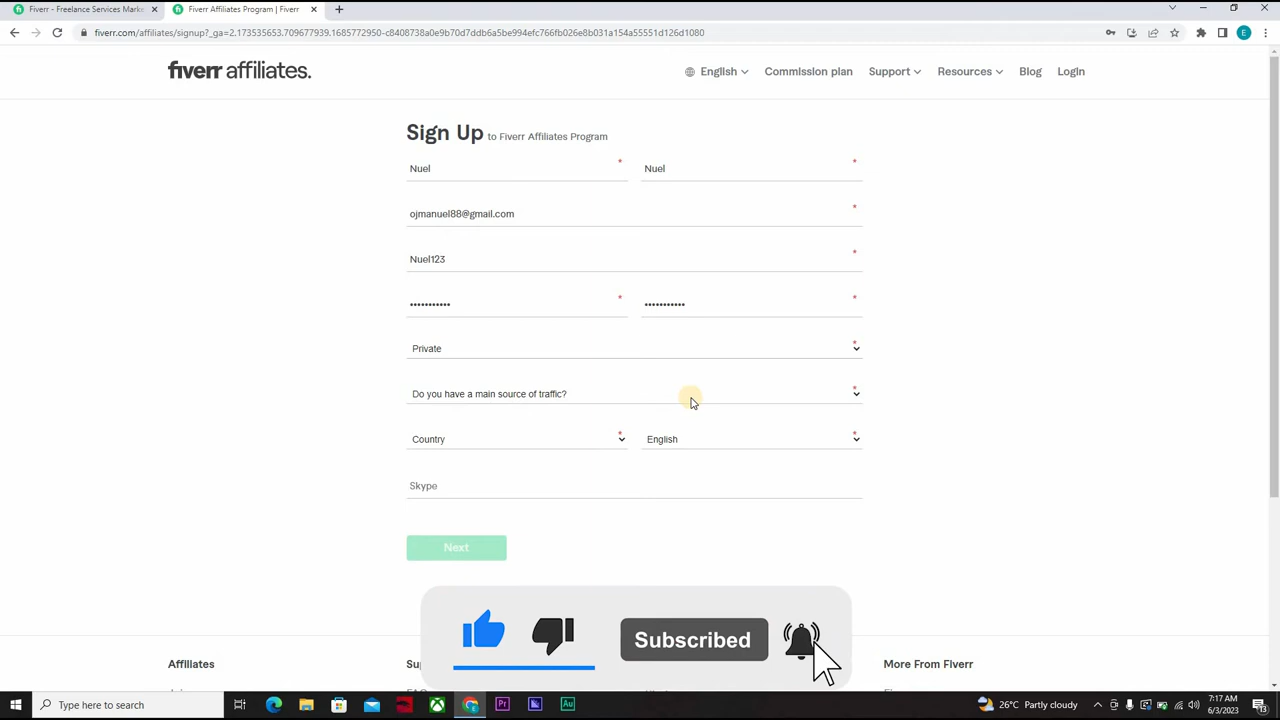 Fiverr - Freelance Services Mark
Fiverr Affiliates Program | Fiverr
fiverr.com/affiliates/signup?_ga=2.173535653.709677939.1685772950-c8408738a0e9b70d7ddb6a5be994efc766fb026e8b031a154a55551d126d1080
E
fiverr affiliates.
English
Commission plan
Support
Resources
Blog
Login
Sign Up to Fiverr Affiliates Program
Nuel *
Nuel *
ojmanuel88@gmail.com *
Nuel123 *
••••••••••• *
••••••••••• *
Private *
Do you have a main source of traffic? *
Country *
English *
Skype
Next
Subscribed
Affiliates
Su
More From Fiverr
Type here to search
Pr
Au
26°C Partly cloudy
7:17 AM
6/3/2023